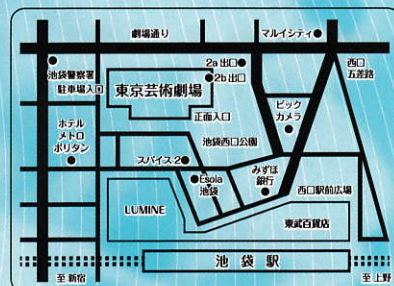 劇場通り
マルイシティ
2a 出口
2b 出口
西口
五差路
池袋警察署
駐車場入口
東京芸術劇場
正面入口
ビック
カメラ
ホテル
メトロ
ポリタン
池袋西口公園
スパイス2
Esola
池袋
みずほ
銀行
西口駅前広場
LUMINE
東武百貨店
池袋駅
至 新宿
至 上野